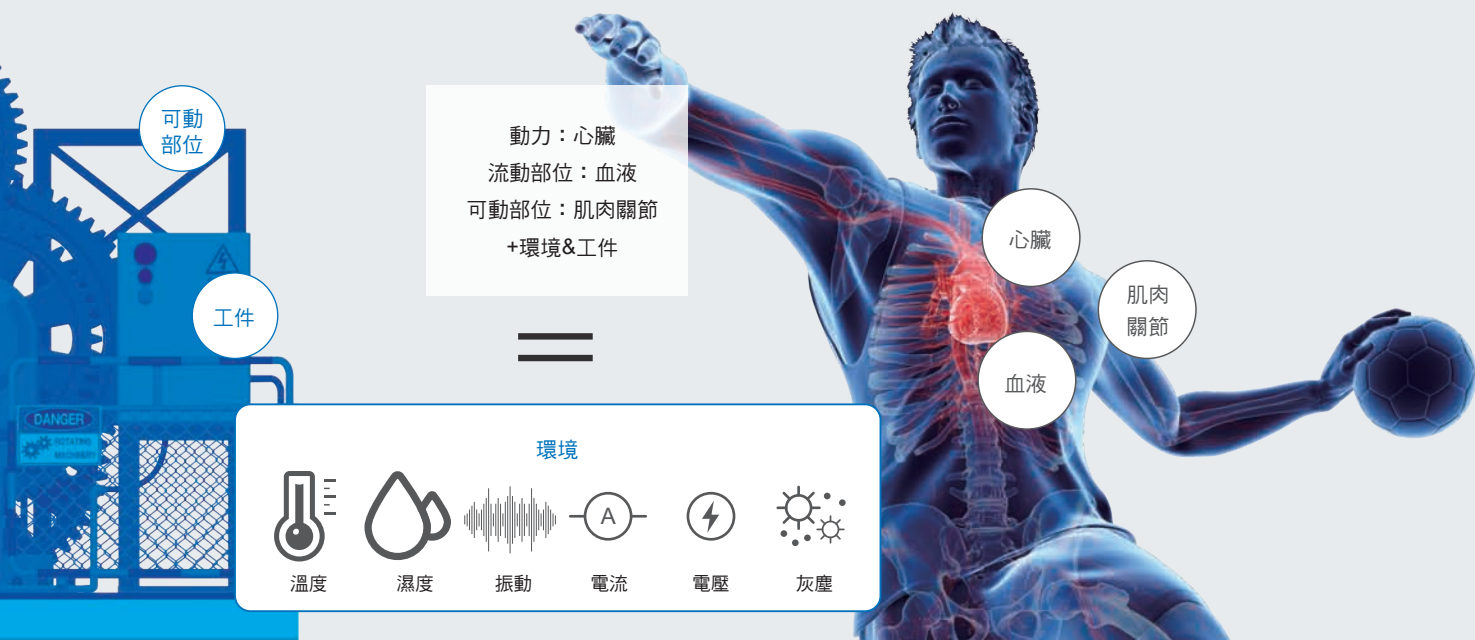 可動
部位
工件
DANGER
ROTATING
MACHINERY
動力：心臟
流動部位：血液
可動部位：肌肉關節
+環境&工件
心臟
肌肉
關節
血液
環境
A
溫度
濕度
振動
電流
電壓
灰塵